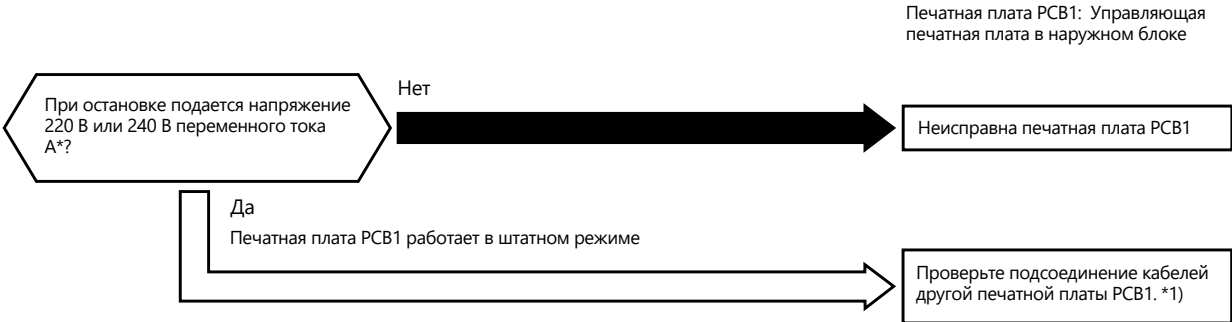 Печатная плата PCB1: Управляющая
печатная плата в наружном блоке
При остановке подается напряжение
220 В или 240 В переменного тока
A*?
Нет
Неисправна печатная плата PCB1
Да
Печатная плата PCB1 работает в штатном режиме
Проверьте подсоединение кабелей
другой печатной платы PCB1. *1)